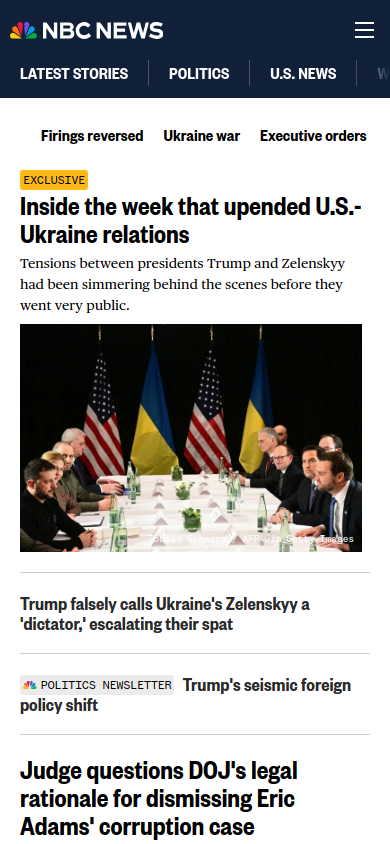 NBC NEWS
LATEST STORIES
POLITICS
U.S. NEWS
Firings reversed
Ukraine war
Executive orders
EXCLUSIVE
Inside the week that upended U.S.-
Ukraine relations
Tensions between presidents Trump and Zelenskyy
had been simmering behind the scenes before they
went very public.
AFP via Getty Images
Trump falsely calls Ukraine's Zelenskyy a
'dictator,' escalating their spat
POLITICS NEWSLETTER Trump's seismic foreign
policy shift
Judge questions DOJ's legal
rationale for dismissing Eric
Adams' corruption case